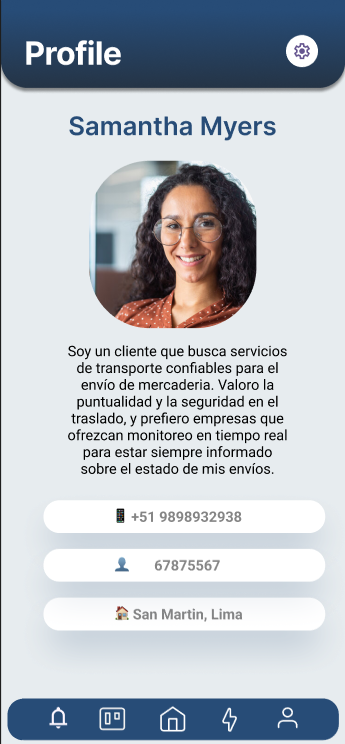 Profile
Samantha Myers
Soy un cliente que busca servicios
de transporte confiables para el
envío de mercaderia. Valoro la
puntualidad y la seguridad en el
traslado, y prefiero empresas que
ofrezcan monitoreo en tiempo real
para estar siempre informado
sobre el estado de mis envíos.
+51 9898932938
67875567
San Martin, Lima